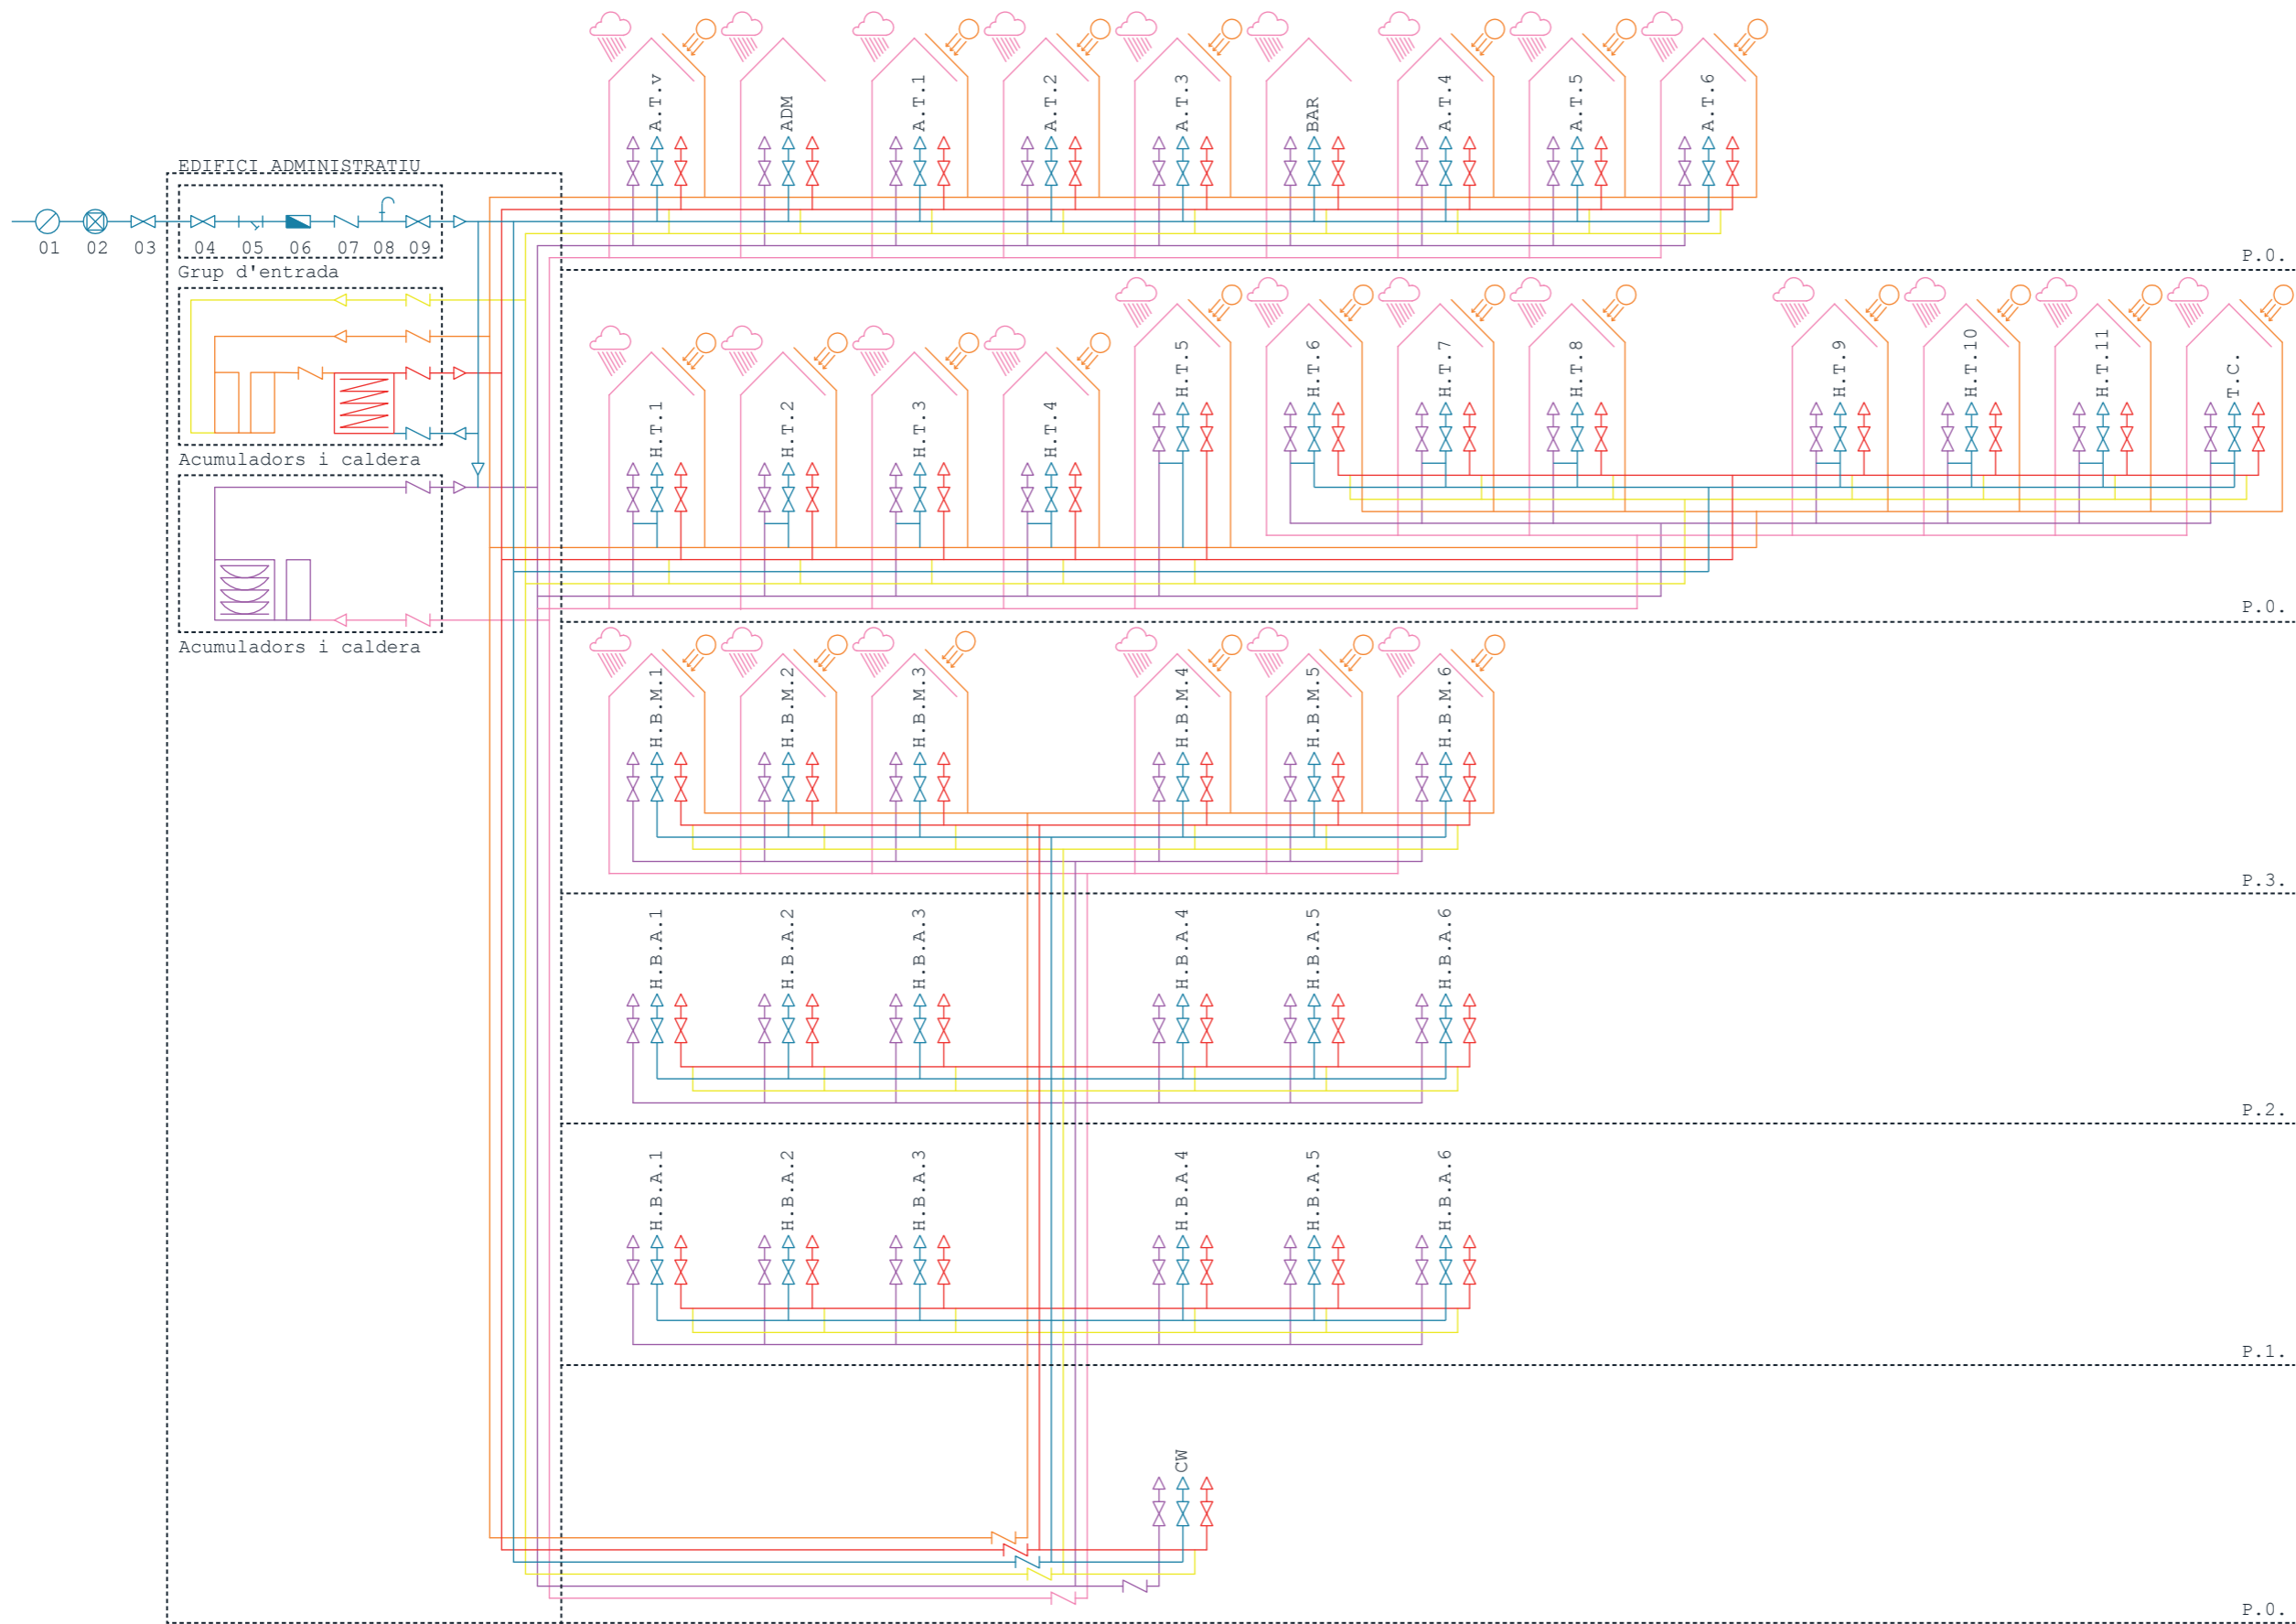 A.T.v
ADM
A.T.1
A.T.2
A.T.3
BAR
A.T.4
A.T.5
A.T.6
EDIFICI ADMINISTRATIU
01 02 03 04 05 06 07 08 09
Grup d'entrada
P.0.
Acumuladors i caldera
H.T.1
H.T.2
H.T.3
H.T.4
H.T.5
H.T.6
H.T.7
H.T.8
H.T.9
H.T.10
H.T.11
T.C.
P.0.
Acumuladors i caldera
H.B.M.1
H.B.M.2
H.B.M.3
H.B.M.4
H.B.M.5
H.B.M.6
P.3.
H.B.A.1
H.B.A.2
H.B.A.3
H.B.A.4
H.B.A.5
H.B.A.6
P.2.
H.B.A.1
H.B.A.2
H.B.A.3
H.B.A.4
H.B.A.5
H.B.A.6
P.1.
CW
P.0.